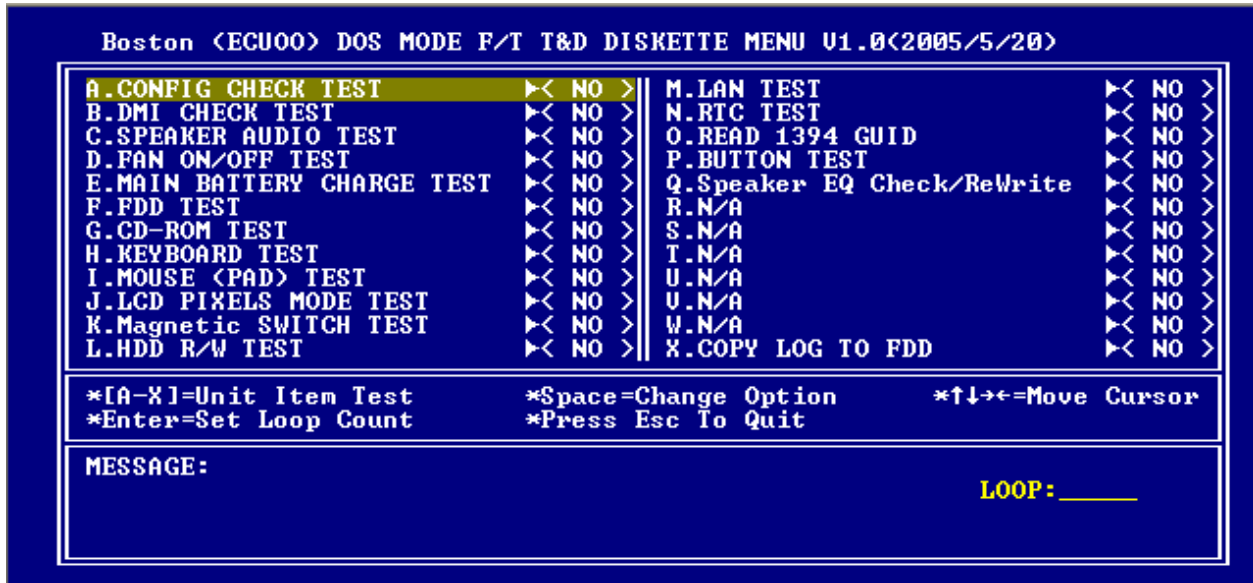 Boston (ECU00) DOS MODE F/T T&D DISKETTE MENU V1.0(2005/5/20)
A.CONFIG CHECK TEST ►< NO >
B.DMI CHECK TEST ►< NO >
C.SPEAKER AUDIO TEST ►< NO >
D.FAN ON/OFF TEST ►< NO >
E.MAIN BATTERY CHARGE TEST ►< NO >
F.FDD TEST ►< NO >
G.CD-ROM TEST ►< NO >
H.KEYBOARD TEST ►< NO >
I.MOUSE (PAD) TEST ►< NO >
J.LCD PIXELS MODE TEST ►< NO >
K.Magnetic SWITCH TEST ►< NO >
L.HDD R/W TEST ►< NO >
M.LAN TEST ►< NO >
N.RTC TEST ►< NO >
O.READ 1394 GUID ►< NO >
P.BUTTON TEST ►< NO >
Q.Speaker EQ Check/ReWrite ►< NO >
R.N/A ►< NO >
S.N/A ►< NO >
T.N/A ►< NO >
U.N/A ►< NO >
V.N/A ►< NO >
W.N/A ►< NO >
X.COPY LOG TO FDD ►< NO >
*[A-X]=Unit Item Test *Space=Change Option *↑↓→←=Move Cursor
*Enter=Set Loop Count *Press Esc To Quit
MESSAGE:
LOOP:______